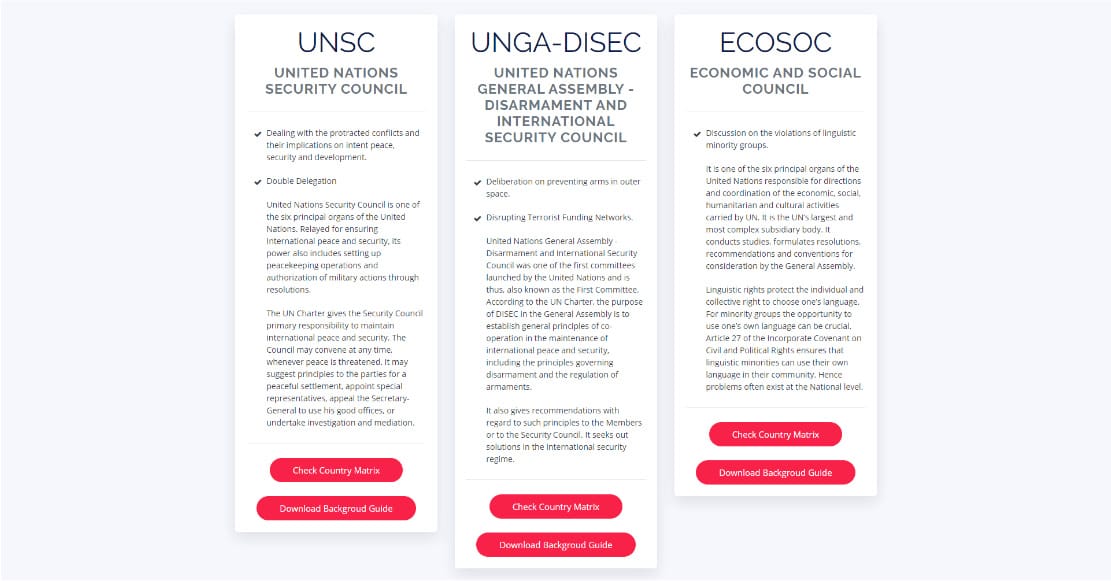 UNSC
UNITED NATIONS
SECURITY COUNCIL
Dealing with the protracted conflicts and
their implications on intent peace,
security and development.
Double Delegation
United Nations Security Council is one of
the six principal organs of the United
Nations. Relayed for ensuring
International peace and security, its
power also includes setting up
peacekeeping operations and
authorization of military actions through
resolutions.
The UN Charter gives the Security Council
primary responsibility to maintain
international peace and security. The
Council may convene at any time,
whenever peace is threatened. It may
suggest principles to the parties for a
peaceful settlement, appoint special
representatives, appeal the Secretary-
General to use his good offices, or
undertake investigation and mediation.
Check Country Matrix
Download Backgroud Guide
UNGA-DISEC
UNITED NATIONS
GENERAL ASSEMBLY -
DISARMAMENT AND
INTERNATIONAL
SECURITY COUNCIL
Deliberation on preventing arms in outer
space.
Disrupting Terrorist Funding Networks.
United Nations General Assembly -
Disarmament and International Security
Council was one of the first committees
launched by the United Nations and is
thus, also known as the First Committee.
According to the UN Charter, the purpose
of DISEC in the General Assembly is to
establish general principles of co-
operation in the maintenance of
international peace and security,
including the principles governing
disarmament and the regulation of
armaments.
It also gives recommendations with
regard to such principles to the Members
or to the Security Council. It seeks out
solutions in the international security
regime.
Check Country Matrix
Download Backgroud Guide
ECOSOC
ECONOMIC AND SOCIAL
COUNCIL
Discussion on the violations of linguistic
minority groups.
It is one of the six principal organs of the
United Nations responsible for directions
and coordination of the economic, social,
humanitarian and cultural activities
carried by UN. It is the UN's largest and
most complex subsidiary body. It
conducts studies, formulates resolutions,
recommendations and conventions for
consideration by the General Assembly.
Linguistic rights protect the individual and
collective right to choose one's language.
For minority groups the opportunity to
use one's own language can be crucial.
Article 27 of the Incorporate Covenant on
Civil and Political Rights ensures that
linguistic minorities can use their own
language in their community. Hence
problems often exist at the National level.
Check Country Matrix
Download Backgroud Guide